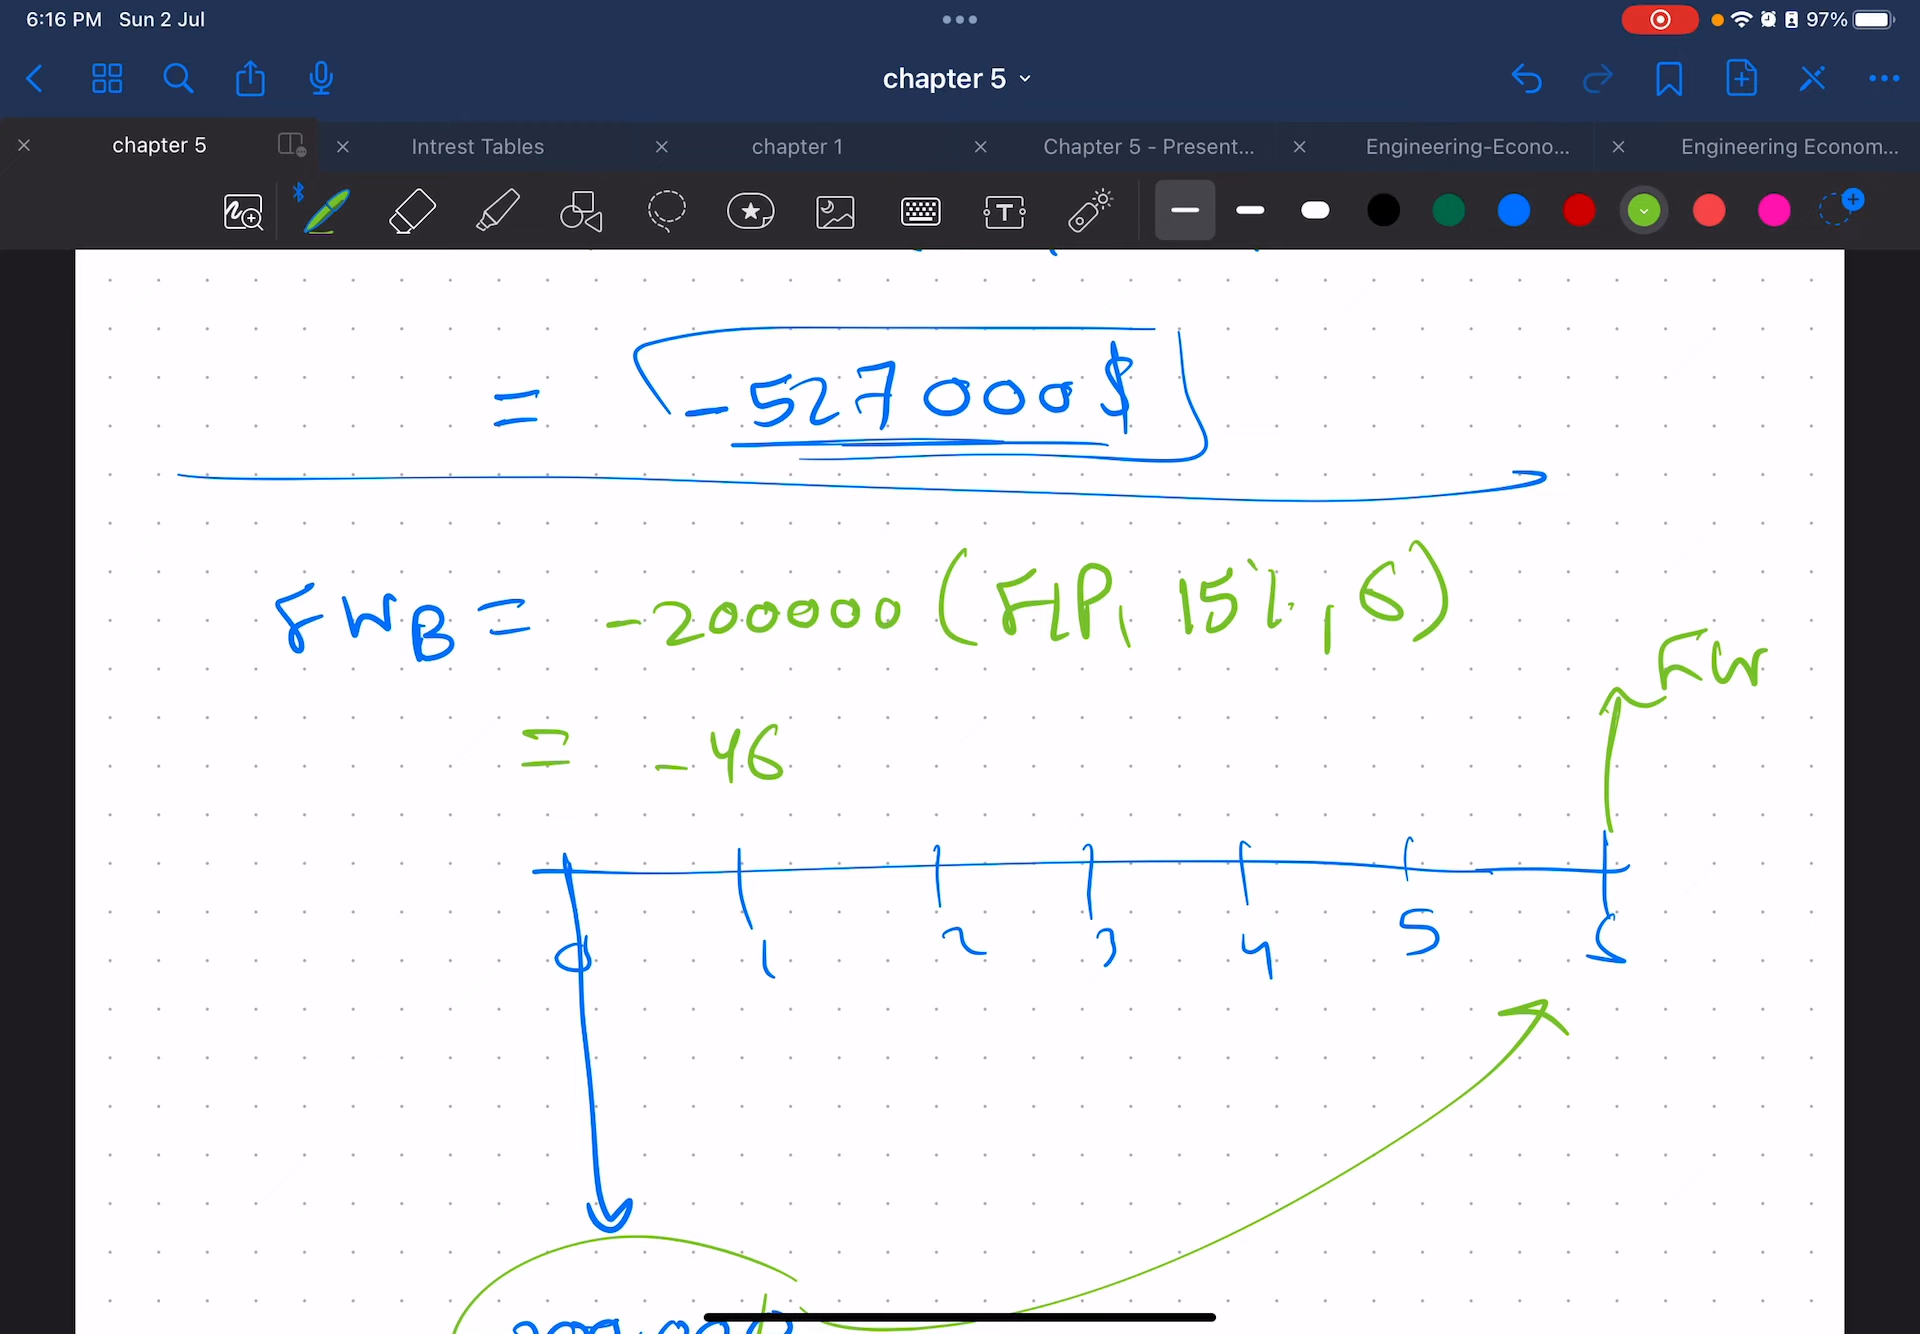 6:16 PM Sun 2 Jul
97%
chapter 5
chapter 5
Intrest Tables
chapter 1
Chapter 5 - Present...
Engineering-Econo...
Engineering Econom...
T
= -527000$
FWB = -200000 (F/P, 15%, 6)
FW
= -46
0 1 2 3 4 5 6